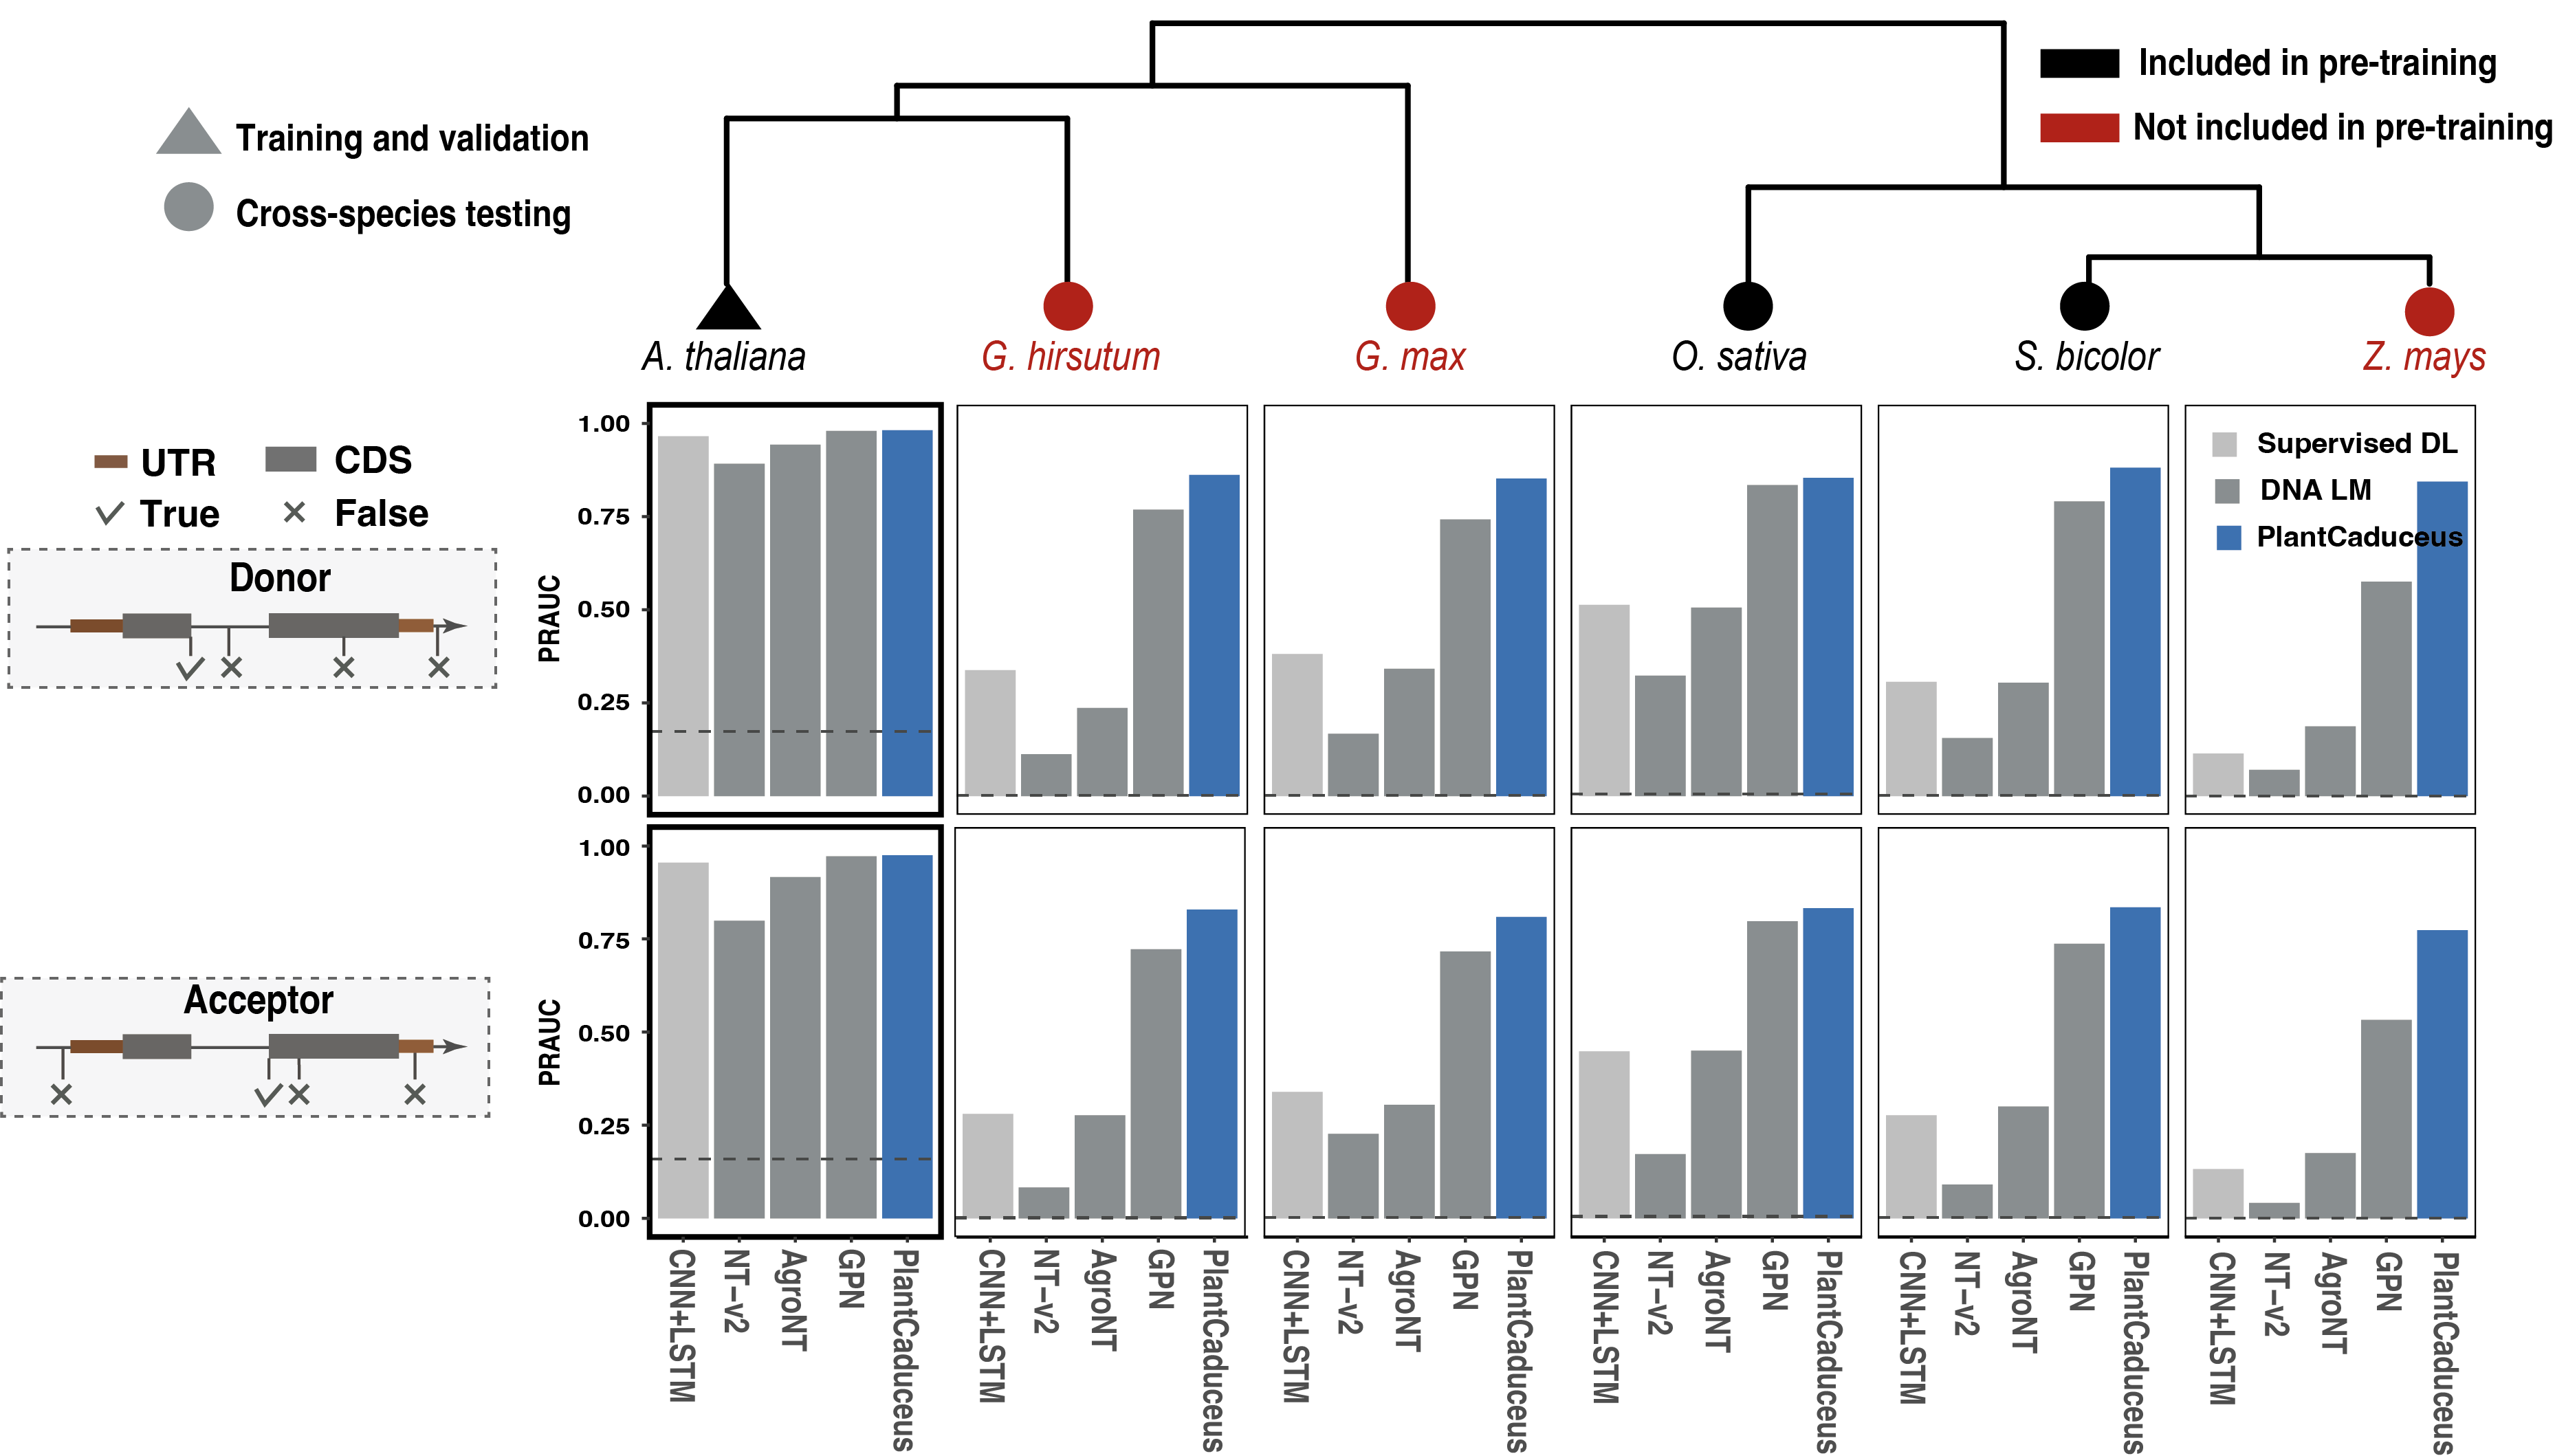 Included in pre-training
Not included in pre-training
Training and validation
Cross-species testing
A. thaliana
G. hirsutum
G. max
O. sativa
S. bicolor
Z. mays
UTR
CDS
True
False
Donor
PRAUC
1.00
0.75
0.50
0.25
0.00
Supervised DL
DNA LM
PlantCaduceus
Acceptor
PRAUC
1.00
0.75
0.50
0.25
0.00
CNN+LSTM
NT-v2
AgroNT
GPN
PlantCaduceus
CNN+LSTM
NT-v2
AgroNT
GPN
PlantCaduceus
CNN+LSTM
NT-v2
AgroNT
GPN
PlantCaduceus
CNN+LSTM
NT-v2
AgroNT
GPN
PlantCaduceus
CNN+LSTM
NT-v2
AgroNT
GPN
PlantCaduceus
CNN+LSTM
NT-v2
AgroNT
GPN
PlantCaduceus